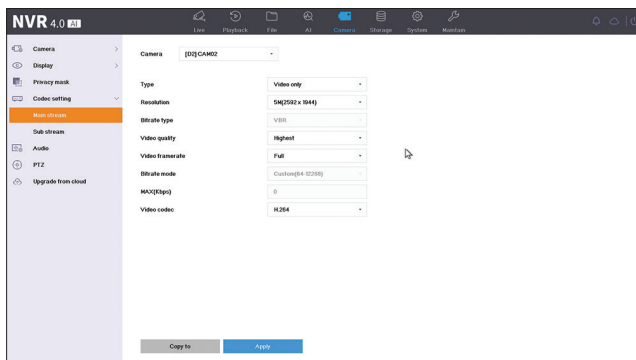 NVR 4.0 AI
Live Playback File AI Camera Storage System Maintain
Camera
Display
Privacy mask
Codec setting
Main stream
Sub stream
Audio
PTZ
Upgrade from cloud
Camera [D2] CAM02
Type Video only
Resolution 5M(2592 x 1944)
Bitrate type VBR
Video quality Highest
Video framerate Full
Bitrate mode Custom(64-12288)
MAX(Kbps) 0
Video codec H.264
Copy to Apply